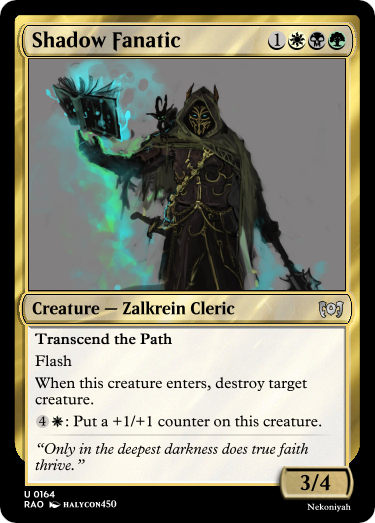 Shadow Fanatic 1
Creature — Zalkrein Cleric
Transcend the Path
Flash
When this creature enters, destroy target
creature.
4 : Put a +1/+1 counter on this creature.
“Only in the deepest darkness does true faith
thrive.”
3/4
U 0164
RAO HALYCON450
Nekoniyah